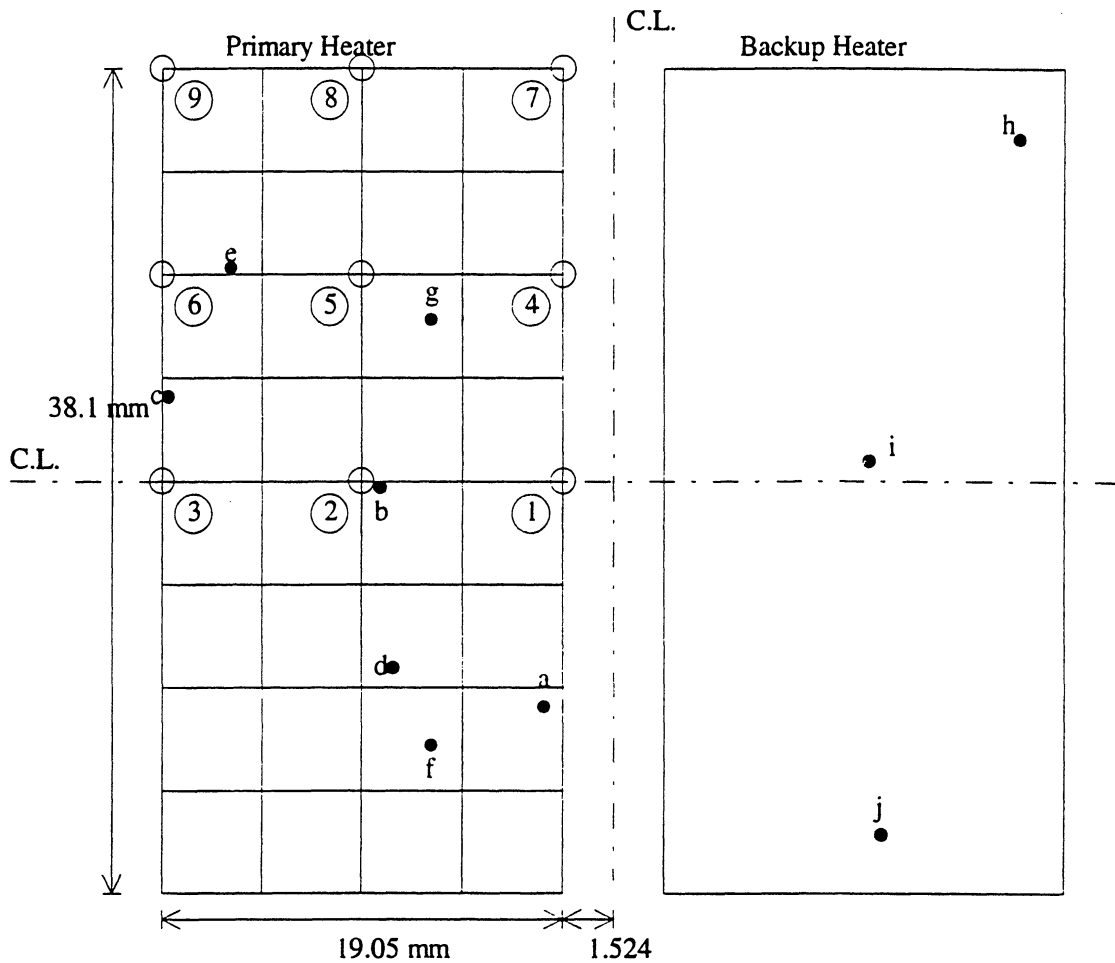 C.L.
Primary Heater
Backup Heater
9 8 7
h
e
6 5 g 4
c
38.1 mm
C.L.
i
3 2 b 1
d
a
f
j
19.05 mm
1.524